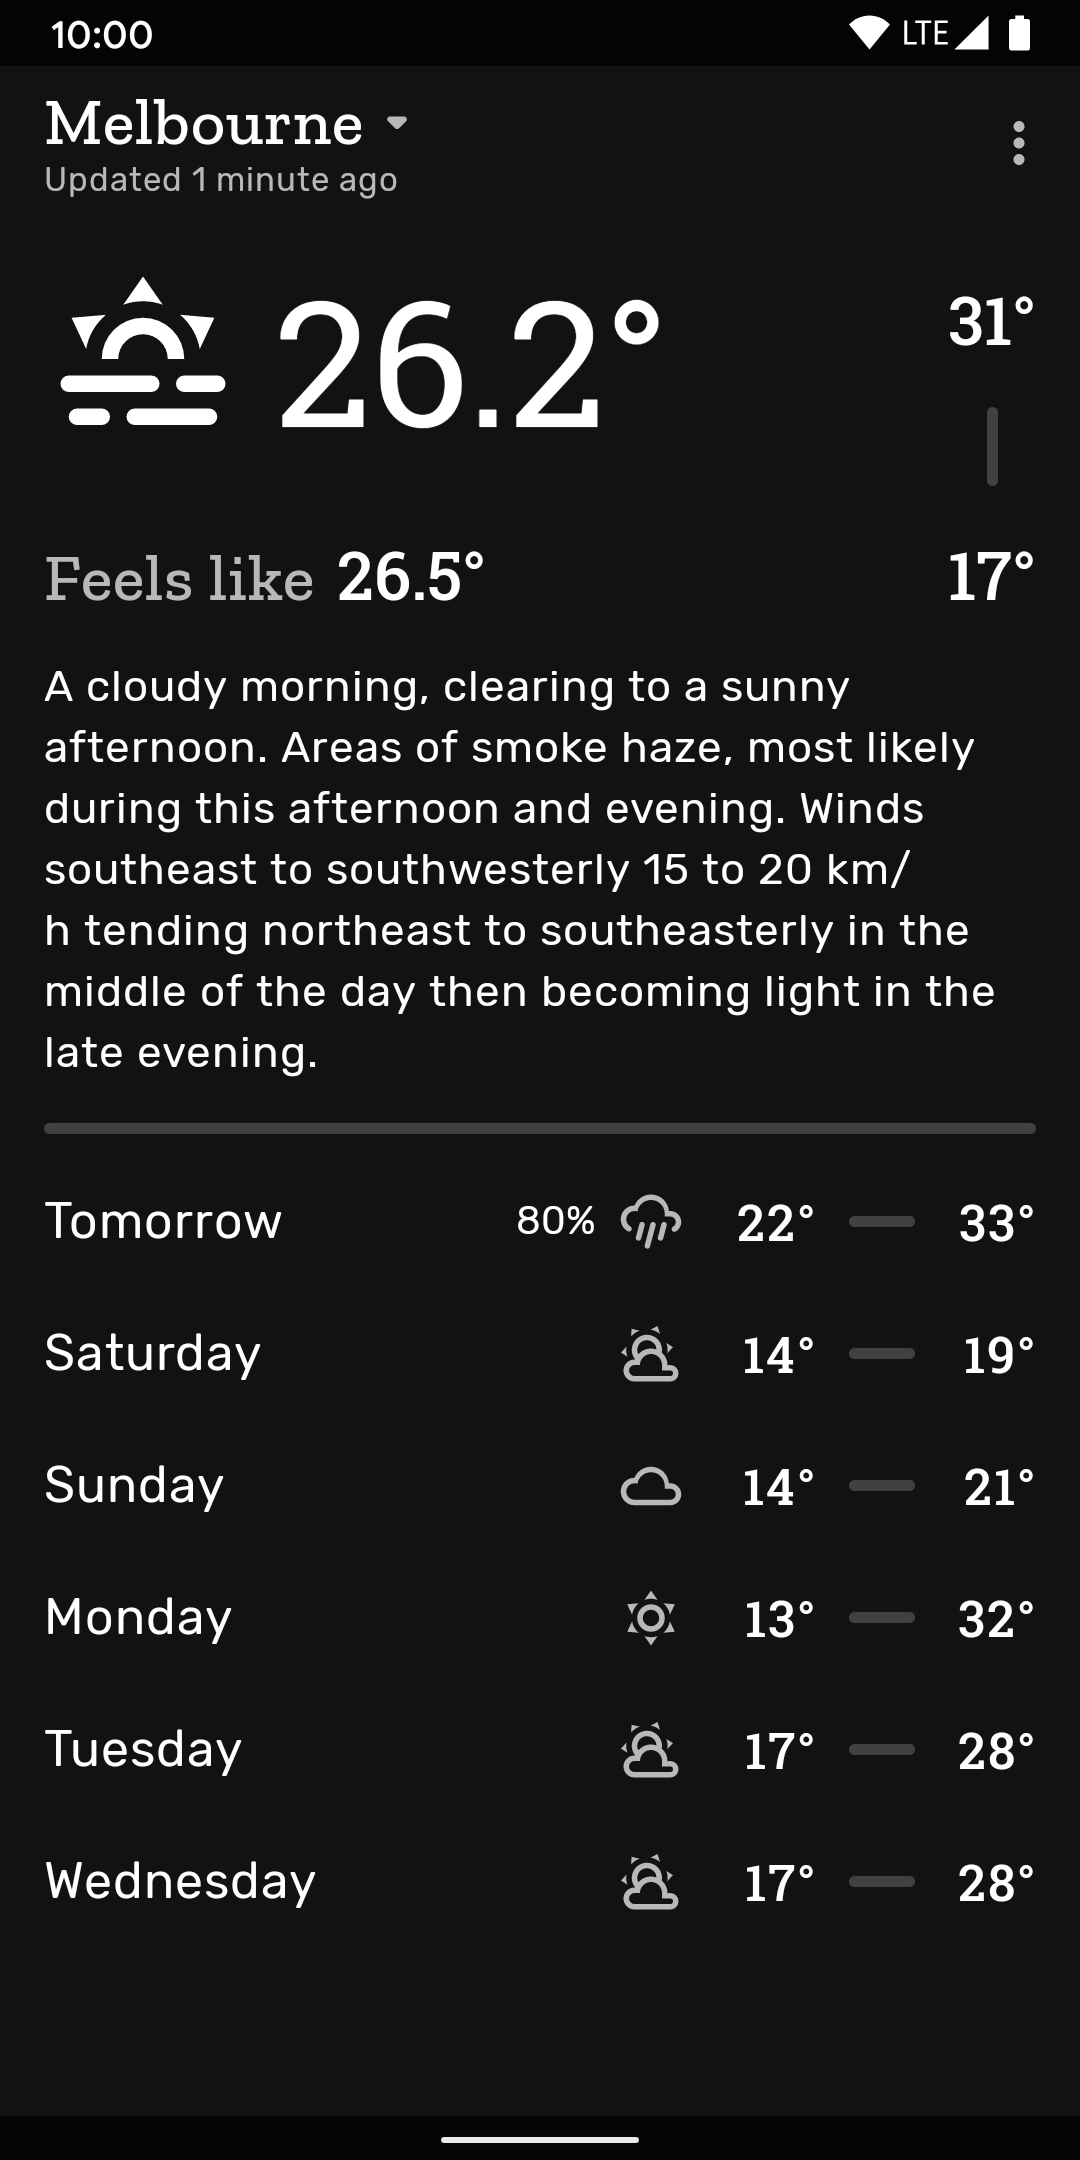 10:00 LTE
Melbourne
Updated 1 minute ago
26.2° 31°
Feels like 26.5° 17°
A cloudy morning, clearing to a sunny
afternoon. Areas of smoke haze, most likely
during this afternoon and evening. Winds
southeast to southwesterly 15 to 20 km/
h tending northeast to southeasterly in the
middle of the day then becoming light in the
late evening.
Tomorrow 80% 22° 33°
Saturday 14° 19°
Sunday 14° 21°
Monday 13° 32°
Tuesday 17° 28°
Wednesday 17° 28°